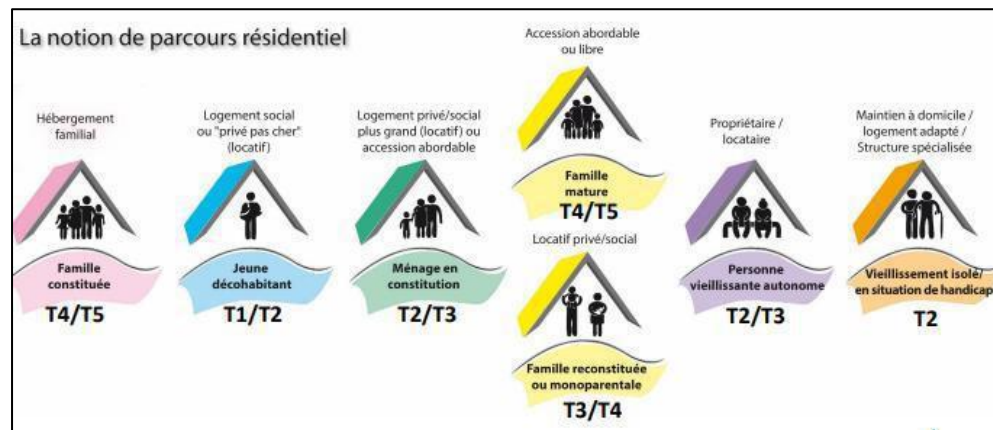 La notion de parcours résidentiel
Hébergement
familial
Famille
constituée
T4/T5
Logement social
ou "privé pas cher"
(locatif)
Jeune
décohabitant
T1/T2
Logement privé/social
plus grand (locatif) ou
accession abordable
Ménage en
constitution
T2/T3
Accession abordable
ou libre
Famille
mature
T4/T5
Locatif privé/social
Famille reconstituée
ou monoparentale
T3/T4
Propriétaire /
locataire
Personne
vieillissante autonome
T2/T3
Maintien à domicile /
logement adapté /
Structure spécialisée
Vieillissement isolé/
en situation de handicap
T2